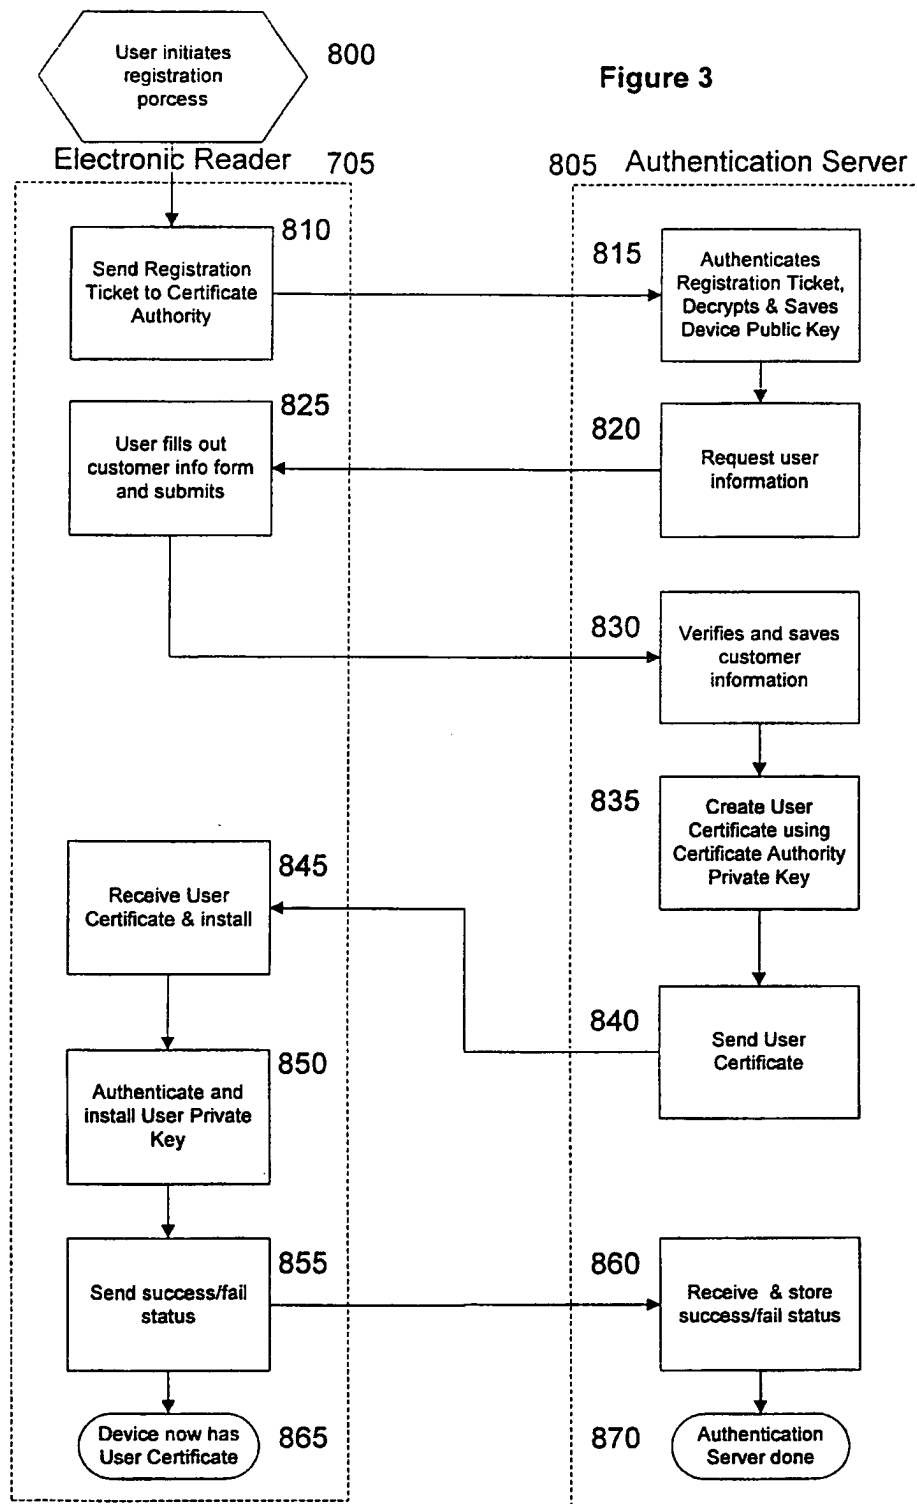 User initiates
registration
porcess
800
Figure 3
Electronic Reader
705
805
Authentication Server
810
Send Registration
Ticket to Certificate
Authority
815
Authenticates
Registration Ticket,
Decrypts & Saves
Device Public Key
825
User fills out
customer info form
and submits
820
Request user
information
830
Verifies and saves
customer
information
835
Create User
Certificate using
Certificate Authority
Private Key
845
Receive User
Certificate & install
840
Send User
Certificate
850
Authenticate and
install User Private
Key
855
Send success/fail
status
860
Receive & store
success/fail status
Device now has
User Certificate
865
870
Authentication
Server done